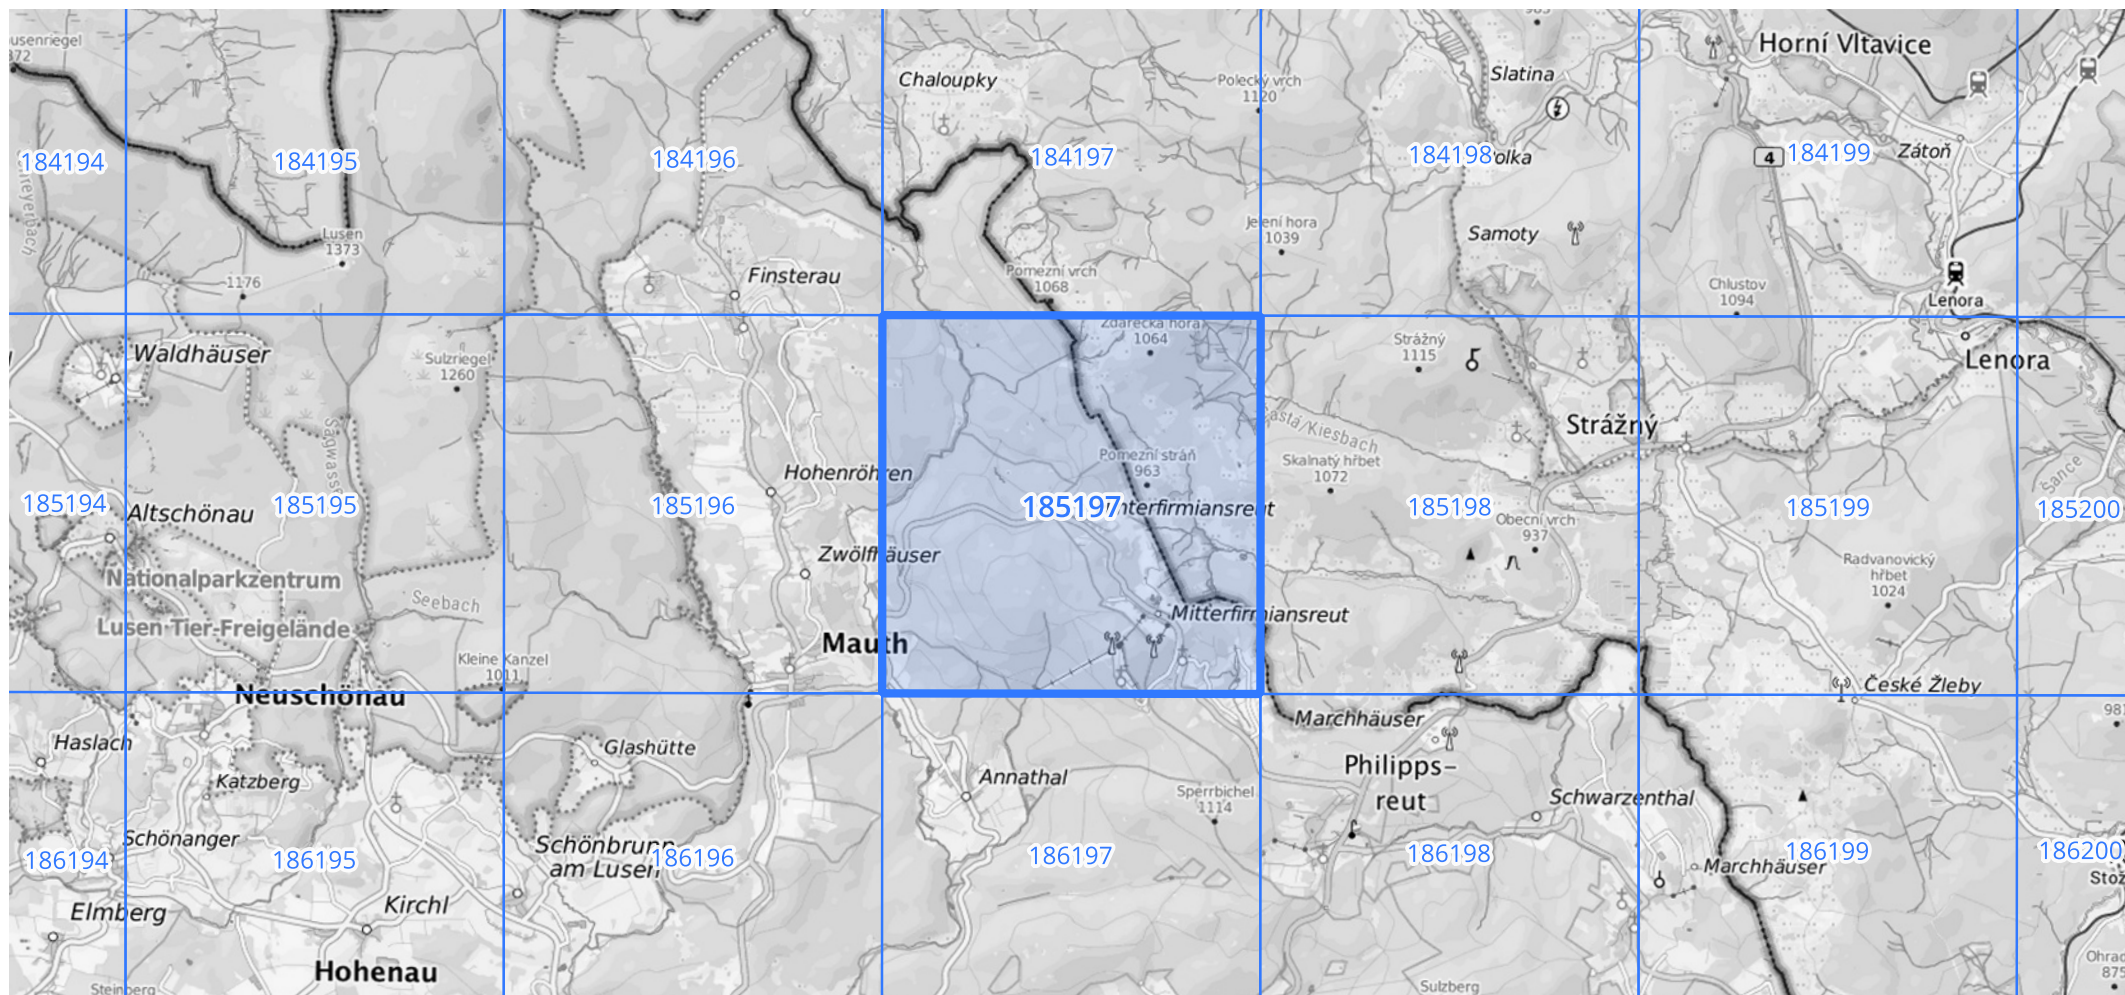 Horní Vltavice
Slatina
Chaloupky
Polecký vrch
1120
184194
184195
184196
184197
184198
4
184199
Zátoň
Jelení hora
1039
Samoty
Lusen
1373
1176
Finsterau
Pomezní vrch
1068
Chlustov
1094
Lenora
Waldhäuser
Sulzriegel
1260
Žďárecká hora
1064
Strážný
1115
Lenora
Strážný
Sagwasser
Hohenröhren
Pomezní stráň
963
Skalnatý hřbet
1072
Šance
185194
185195
185196
185197
185198
185199
185200
Altschönau
Obecní vrch
937
Zwölfhäuser
Radvanovický
hřbet
1024
Nationalparkzentrum
Lusen Tier-Freigelände
Seebach
Mitterfirmiansreut
Mauth
Kleine Kanzel
1011
Neuschönau
České Žleby
Marchhäuser
Haslach
Glashütte
Katzberg
Annathal
Philipps-
reut
Sperrbichel
1114
Schwarzenthal
Schönanger
Schönbrunn
am Lusen
186194
186195
186196
186197
186198
186199
186200
Marchhäuser
Elmberg
Kirchl
Hohenau
Steinberg
Sulzberg